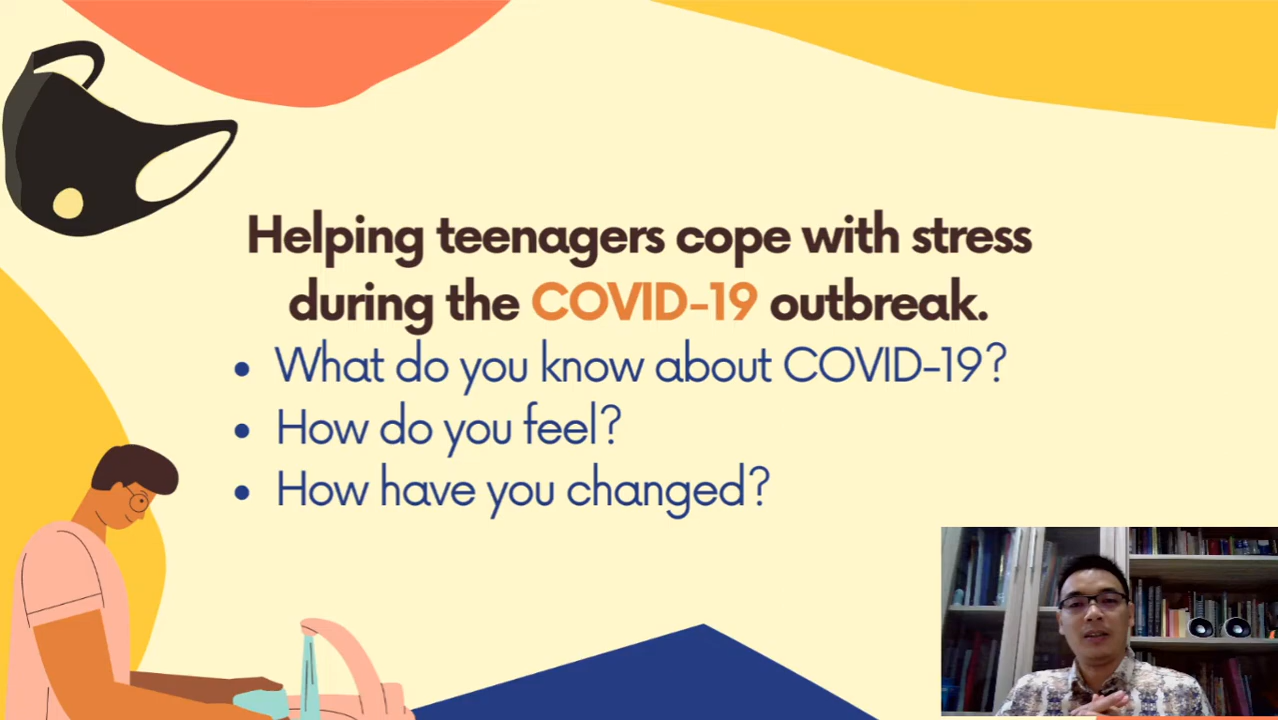 Helping teenagers cope with stress
during the COVID-19 outbreak.
• What do you know about COVID-19?
• How do you feel?
• How have you changed?